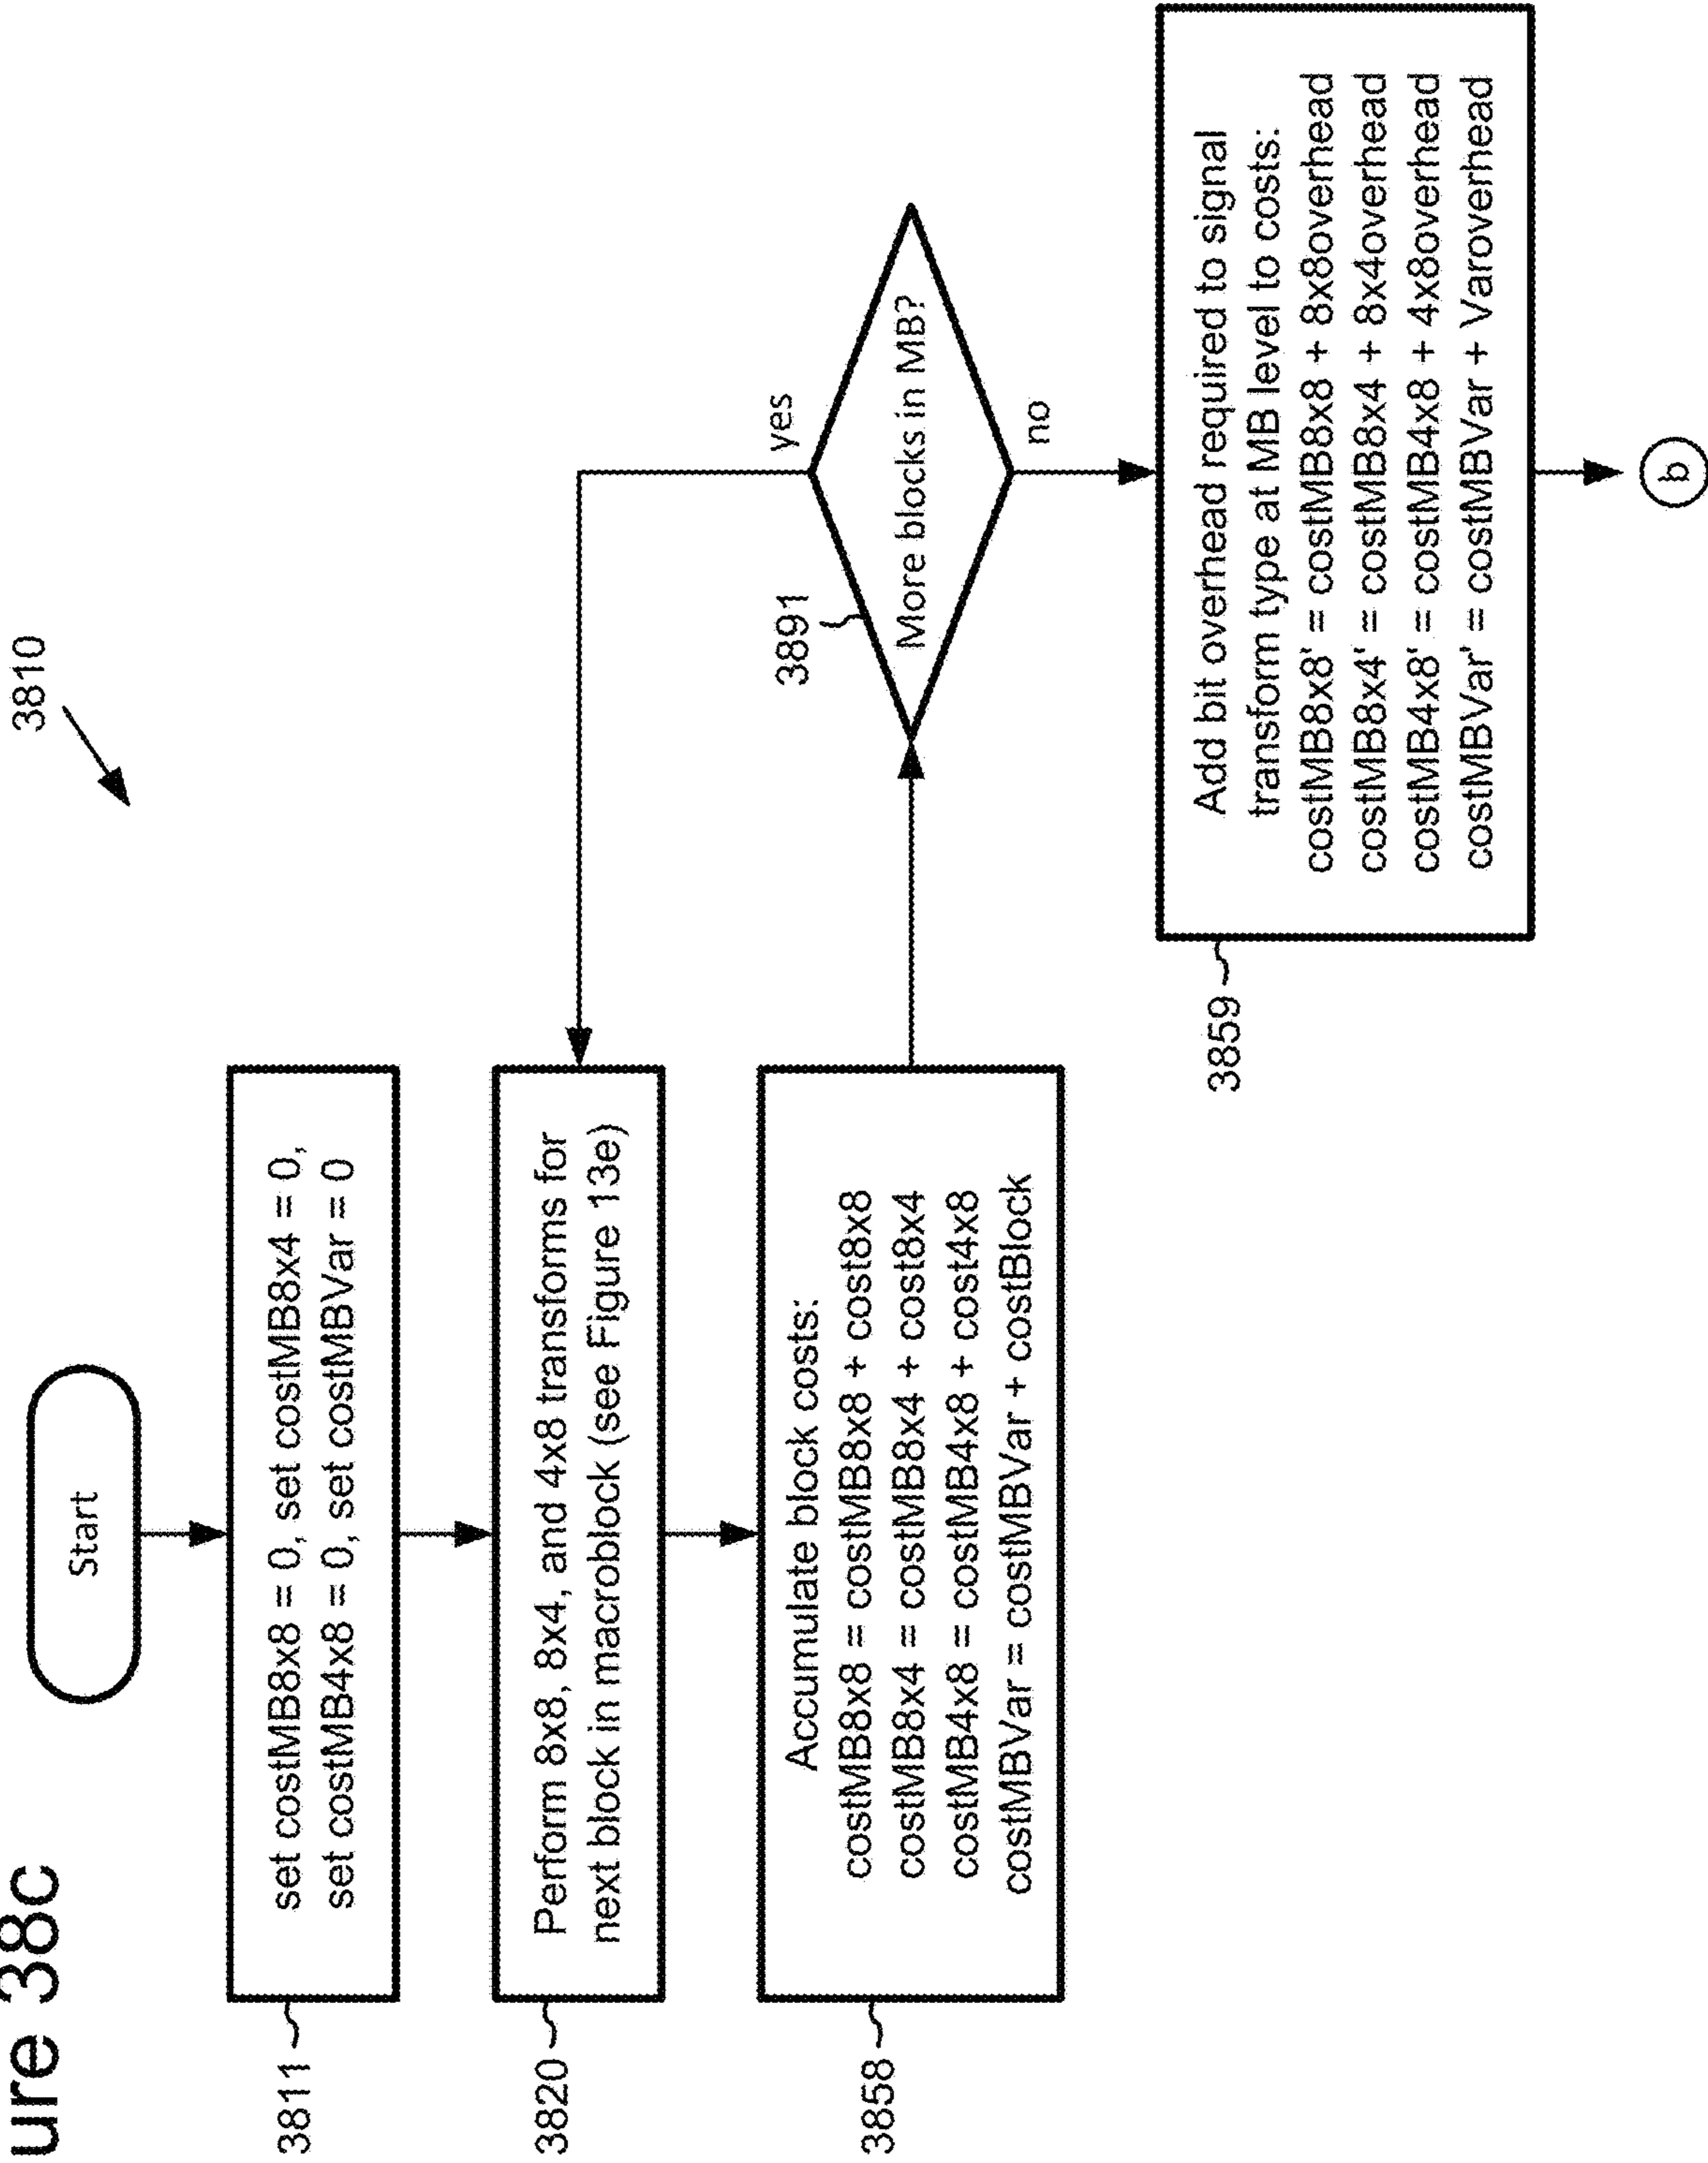 ure 38c
3810
Start
3811
set costMB8x8 = 0, set costMB8x4 = 0,
set costMB4x8 = 0, set costMBVar = 0
3820
Perform 8x8, 8x4, and 4x8 transforms for
next block in macroblock (see Figure 13e)
3858
Accumulate block costs:
costMB8x8 = costMB8x8 + cost8x8
costMB8x4 = costMB8x4 + cost8x4
costMB4x8 = costMB4x8 + cost4x8
costMBVar = costMBVar + costBlock
3891
More blocks in MB?
yes
no
3859
Add bit overhead required to signal
transform type at MB level to costs:
costMB8x8' = costMB8x8 + 8x8overhead
costMB8x4' = costMB8x4 + 8x4overhead
costMB4x8' = costMB4x8 + 4x8overhead
costMBVar' = costMBVar + Varoverhead
b